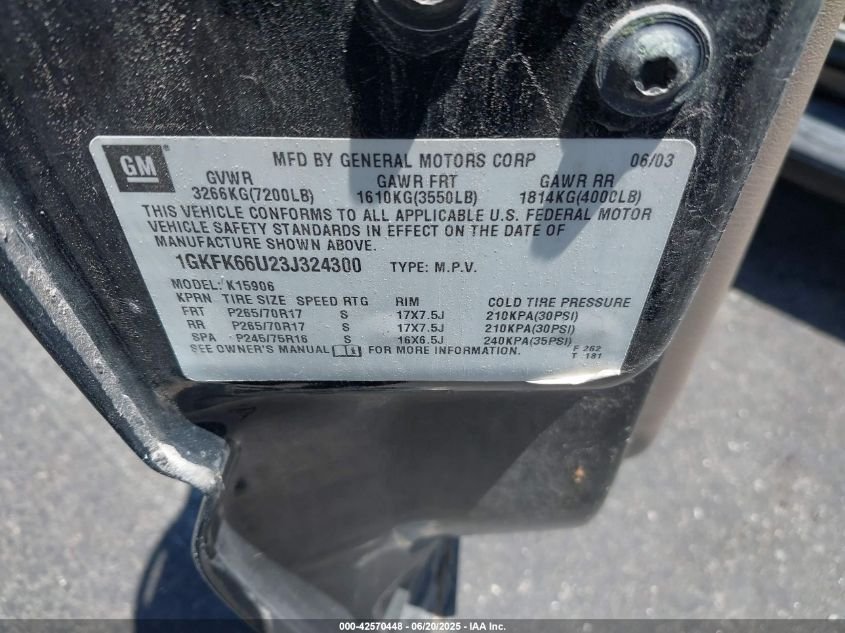 GM
MFD BY GENERAL MOTORS CORP 06/03
GVWR GAWR FRT GAWR RR
3266KG(7200LB) 1610KG(3550LB) 1814KG(4000LB)
THIS VEHICLE CONFORMS TO ALL APPLICABLE U.S. FEDERAL MOTOR
VEHICLE SAFETY STANDARDS IN EFFECT ON THE DATE OF
MANUFACTURE SHOWN ABOVE.
1GKFK66U23J324300 TYPE: M.P.V.
MODEL: K15906
KPRN TIRE SIZE SPEED RTG RIM COLD TIRE PRESSURE
FRT P265/70R17 S 17X7.5J 210KPA(30PSI)
RR P265/70R17 S 17X7.5J 210KPA(30PSI)
SPA P245/75R16 S 16X6.5J 240KPA(35PSI)
SEE OWNER'S MANUAL FOR MORE INFORMATION.
F 262
T 181
000-42570448 - 06/20/2025 - IAA Inc.